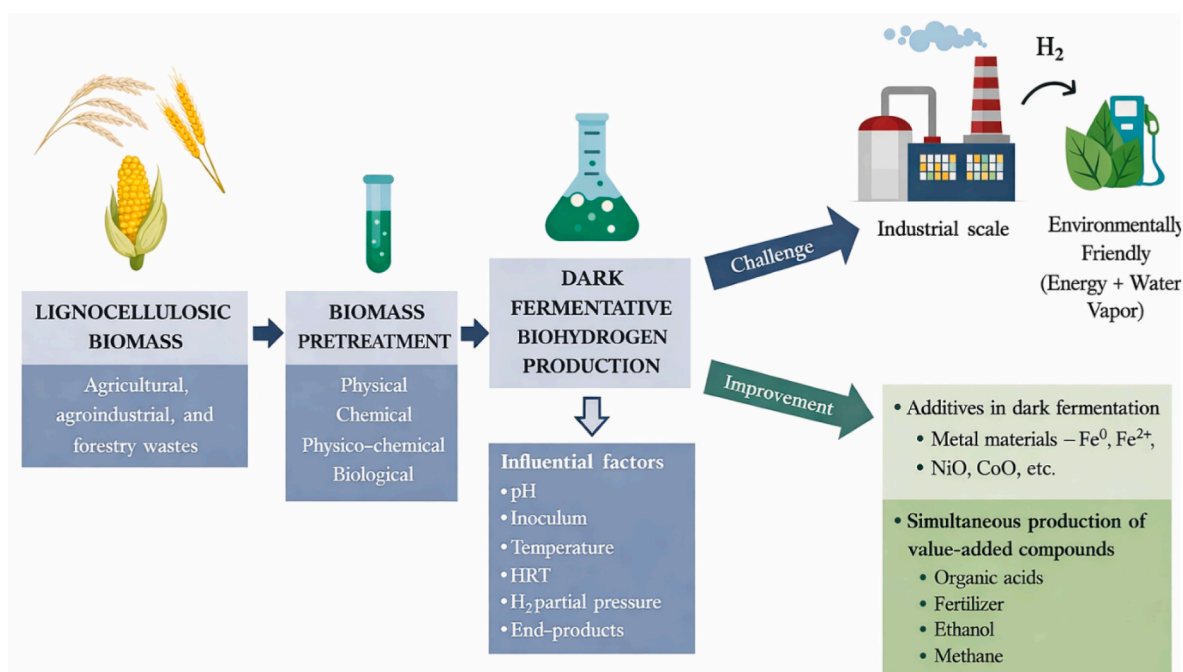 LIGNOCELLULOSIC
BIOMASS
Agricultural,
agroindustrial, and
forestry wastes
BIOMASS
PRETREATMENT
Physical
Chemical
Physico-chemical
Biological
DARK
FERMENTATIVE
BIOHYDROGEN
PRODUCTION
Influential factors
• pH
• Inoculum
• Temperature
• HRT
• H₂ partial pressure
• End-products
Challenge
Industrial scale
H₂
Environmentally
Friendly
(Energy + Water
Vapor)
Improvement
• Additives in dark fermentation
• Metal materials – Fe⁰, Fe²⁺,
• NiO, CoO, etc.
• Simultaneous production of
value-added compounds
• Organic acids
• Fertilizer
• Ethanol
• Methane